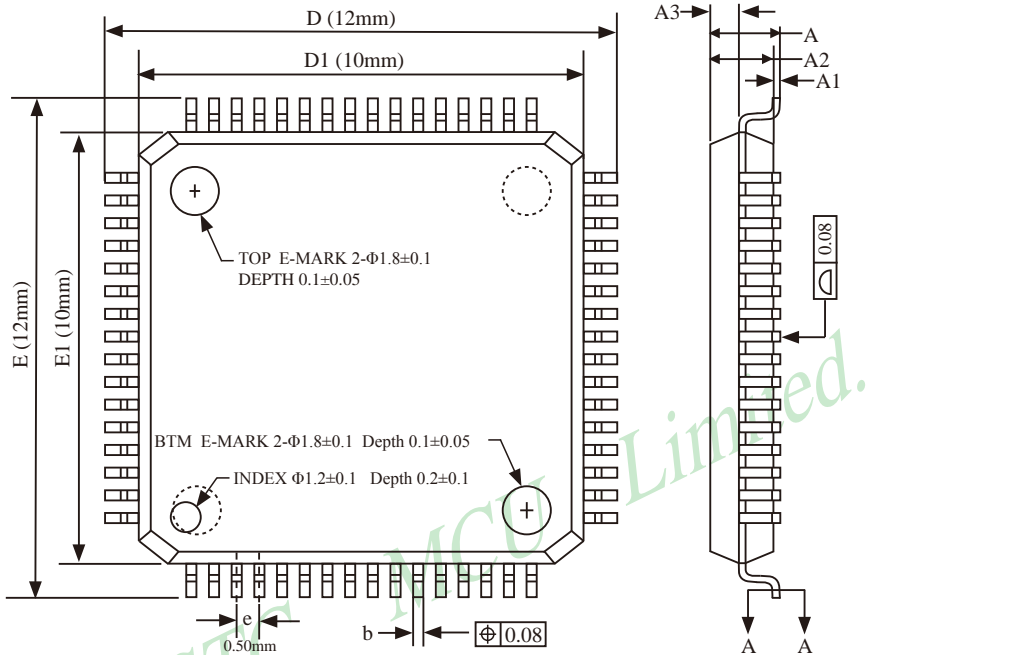 D (12mm)
D1 (10mm)
A3
A
A2
A1
E (12mm)
E1 (10mm)
TOP E-MARK 2-Φ1.8±0.1
DEPTH 0.1±0.05
0.08
BTM E-MARK 2-Φ1.8±0.1 Depth 0.1±0.05
INDEX Φ1.2±0.1 Depth 0.2±0.1
e
0.50mm
b
⌖ 0.08
A A
STC MCU Limited.